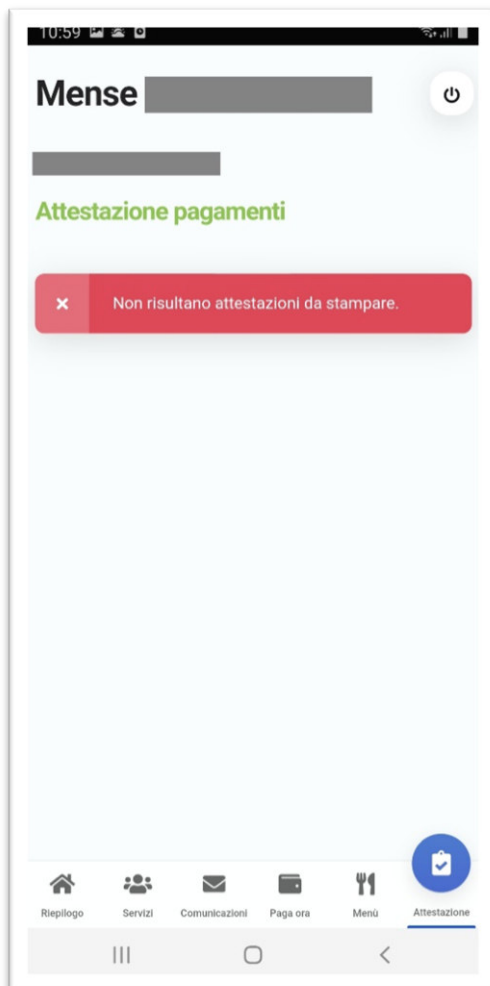 10:59
Mense
Attestazione pagamenti
Non risultano attestazioni da stampare.
Riepilogo
Servizi
Comunicazioni
Paga ora
Menù
Attestazione